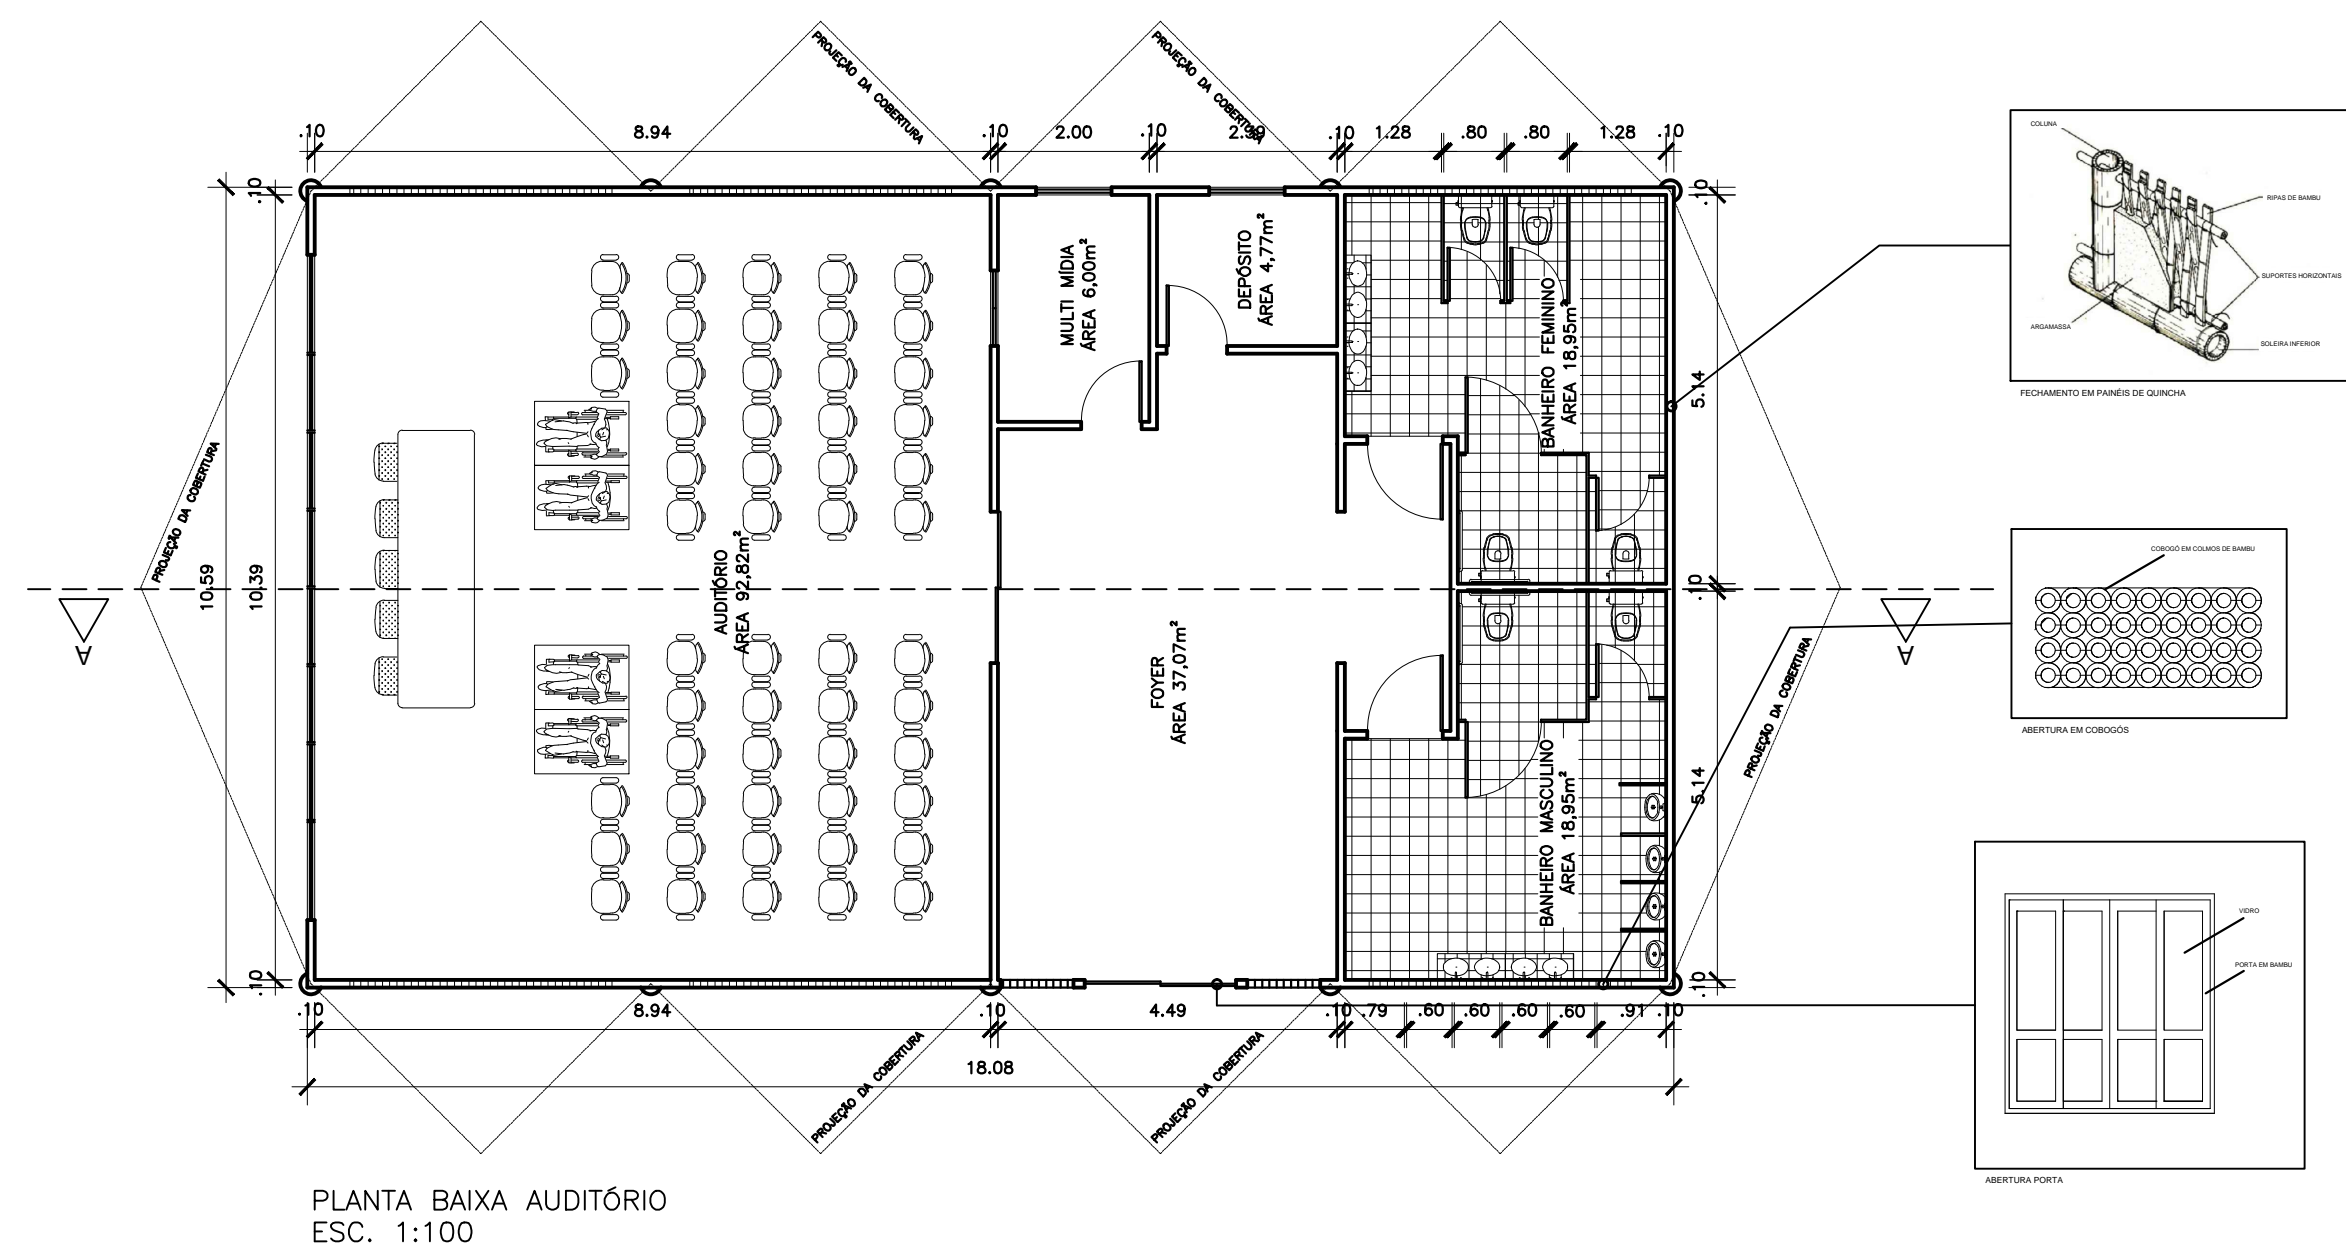 PROJEÇÃO DA COBERTURA
PROJEÇÃO DA COBERTURA
.10
8.94
.10
2.00
.10
2.39
.10
1.28
.80
.80
1.28
.10
COLUNA
RIPAS DE BAMBU
SUPORTES HORIZONTAIS
ARGAMASSA
SOLEIRA INFERIOR
FECHAMENTO EM PAINÉIS DE QUINCHA
.10
.10
MULTI MÍDIA
ÁREA 6,00m²
DEPÓSITO
ÁREA 4,77m²
BANHEIRO FEMININO
ÁREA 18,95m²
5.14
PROJEÇÃO DA COBERTURA
10.59
10.39
AUDITÓRIO
ÁREA 92,82m²
FOYER
ÁREA 37,07m²
.10
A
A
COBOGÓ EM COLMOS DE BAMBU
ABERTURA EM COBOGÓS
BANHEIRO MASCULINO
ÁREA 18,95m²
5.14
PROJEÇÃO DA COBERTURA
VIDRO
PORTA EM BAMBU
ABERTURA PORTA
.10
.10
.10
8.94
.10
4.49
.10
.79
.60
.60
.60
.60
.91
.10
18.08
PROJEÇÃO DA COBERTURA
PROJEÇÃO DA COBERTURA
PLANTA BAIXA AUDITÓRIO
ESC. 1:100